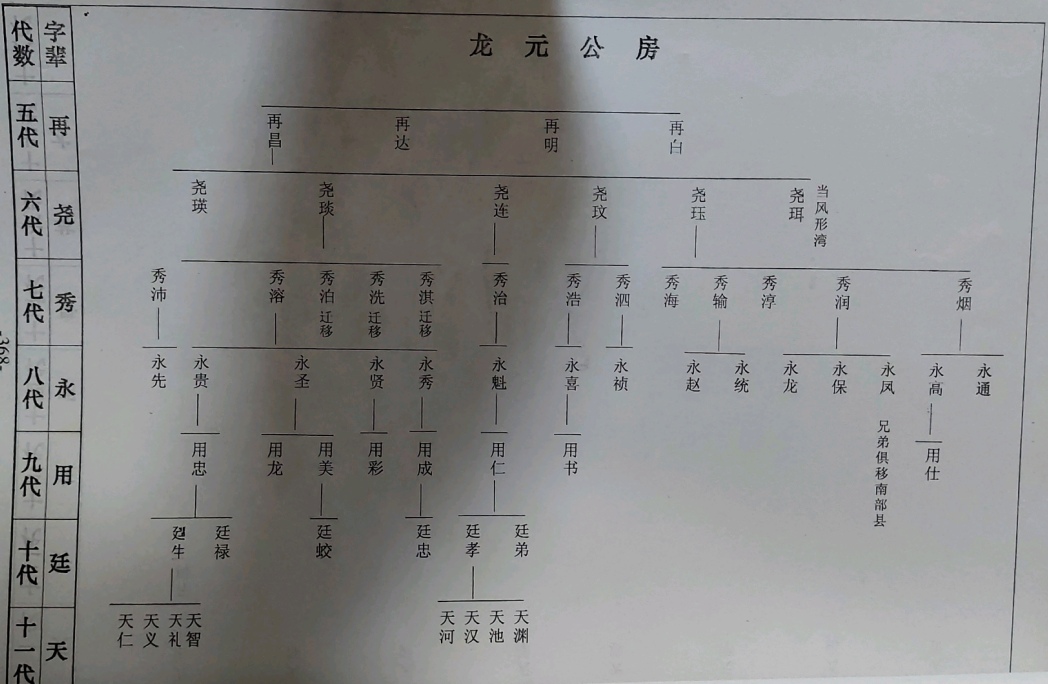 龙元公房
代数 字辈
五代 再
再昌 再达 再明 再白
六代 尧
尧瑛 尧琰 尧连 尧玟 尧珏 尧珥 当风形湾
七代 秀
秀沛 秀溶 秀泊 迁移 秀洗 迁移 秀淇 迁移 秀治 秀浩 秀泗 秀海 秀输 秀淳 秀润 秀烟
八代 永
永先 永贵 永圣 永贤 永秀 永魁 永喜 永祯 永赵 永统 永龙 永保 永凤 永高 永通
兄弟俱移南部县
九代 用
用忠 用龙 用美 用彩 用成 用仁 用书 用仕
十代 廷
廷生 廷禄 廷蛟 廷忠 廷孝 廷弟
十一代 天
天仁 天义 天礼 天智 天河 天汉 天池 天渊
368